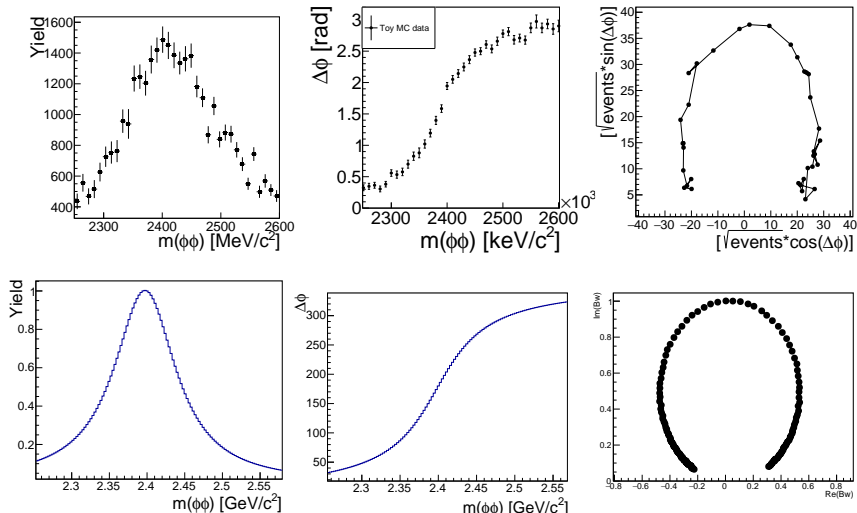 Yield
1600
1400
1200
1000
800
600
400
2300 2400 2500 2600
m(ϕϕ) [MeV/c²]
Δϕ [rad]
Toy MC data
3
2.5
2
1.5
1
0.5
0
2300 2400 2500 2600
×10³
m(ϕϕ) [keV/c²]
[√events*sin(Δϕ)]
40
35
30
25
20
15
10
5
−40 −30 −20 −10 0 10 20 30 40
[√events*cos(Δϕ)]
Yield
1
0.8
0.6
0.4
0.2
2.3 2.35 2.4 2.45 2.5 2.55
m(ϕϕ) [GeV/c²]
Δϕ
300
250
200
150
100
50
2.3 2.35 2.4 2.45 2.5 2.55
m(ϕϕ) [GeV/c²]
Im(Bw)
1
0.8
0.6
0.4
0.2
0
−0.8 −0.6 −0.4 −0.2 0 0.2 0.4 0.6 0.8
Re(Bw)